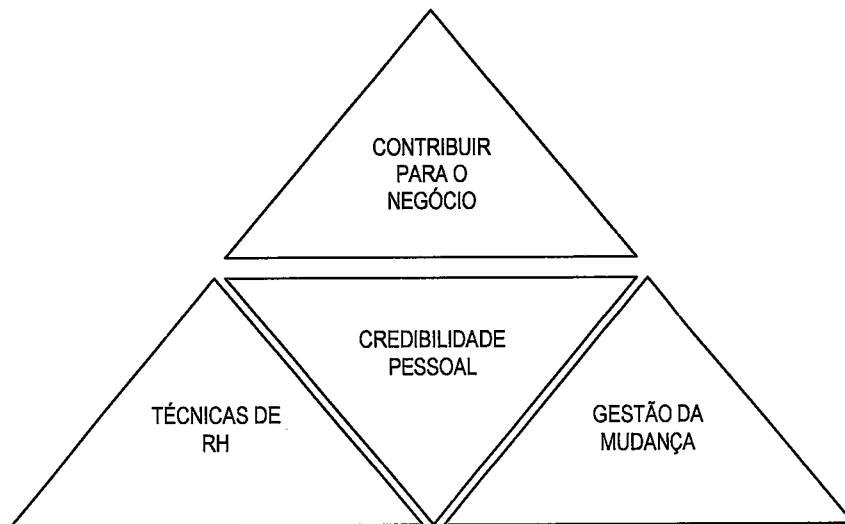 CONTRIBUIR
PARA O
NEGÓCIO
CREDIBILIDADE
PESSOAL
TÉCNICAS DE
RH
GESTÃO DA
MUDANÇA